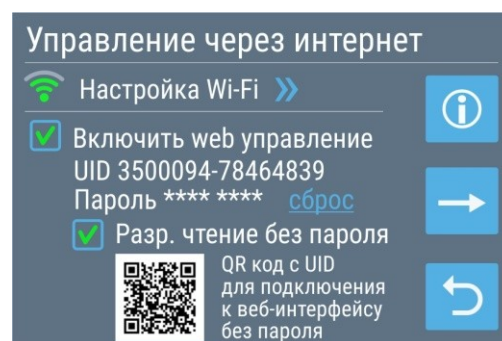 Управление через интернет
Настройка Wi-Fi
Включить web управление
UID 3500094-78464839
Пароль **** **** сброс
Разр. чтение без пароля
QR код с UID
для подключения
к веб-интерфейсу
без пароля